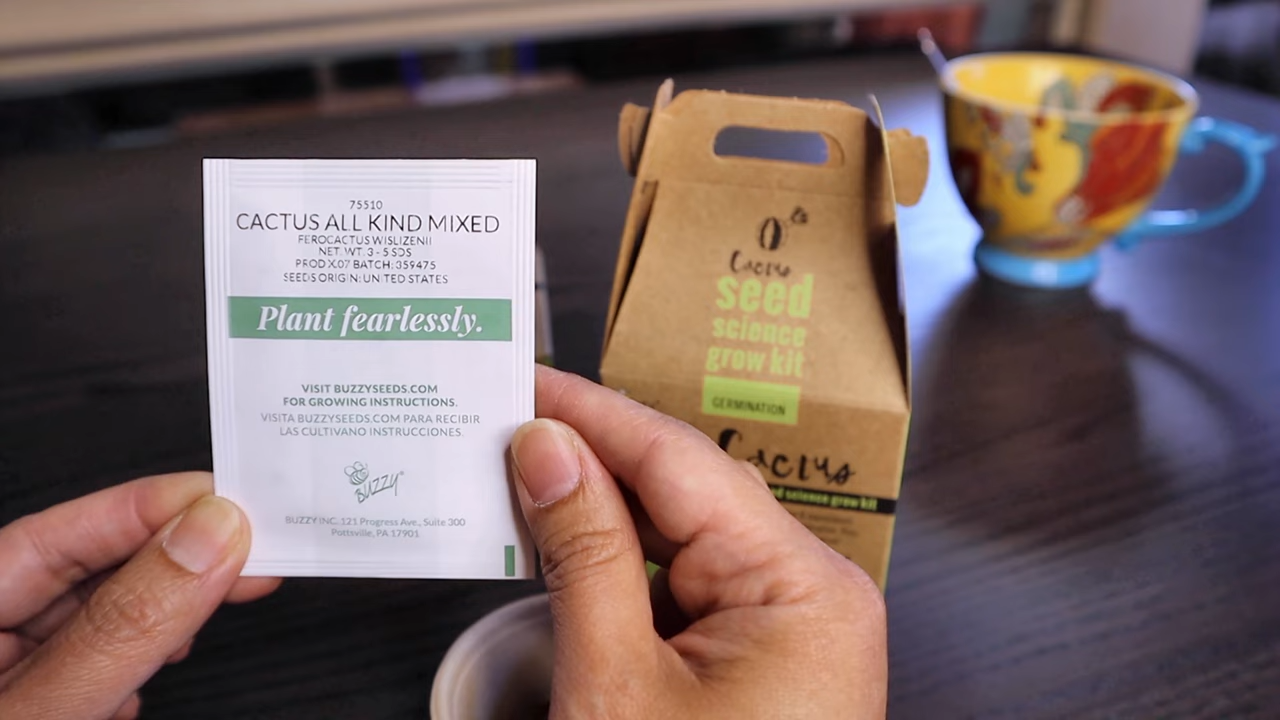 75510
CACTUS ALL KIND MIXED
FEROCACTUS WISLIZENII
NET. WT. 3 - 5 SDS
PROD X07 BATCH: 359475
SEEDS ORIGIN: UNITED STATES
Plant fearlessly.
VISIT BUZZYSEEDS.COM
FOR GROWING INSTRUCTIONS.
VISITA BUZZYSEEDS.COM PARA RECIBIR
LAS CULTIVANO INSTRUCCIONES.
BUZZY®
BUZZY INC. 121 Progress Ave., Suite 300
Pottsville, PA 17901
Cactus
seed
science
grow kit
GERMINATION
Cactus
seed science grow kit